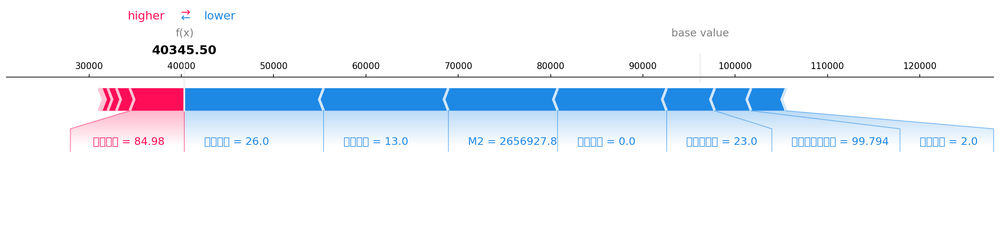 higher ⇄ lower
f(x)
base value
40345.50
30000 40000 50000 60000 70000 80000 90000 100000 110000 120000
= 84.98
= 26.0
= 13.0
M2 = 2656927.8
= 0.0
= 23.0
= 99.794
= 2.0